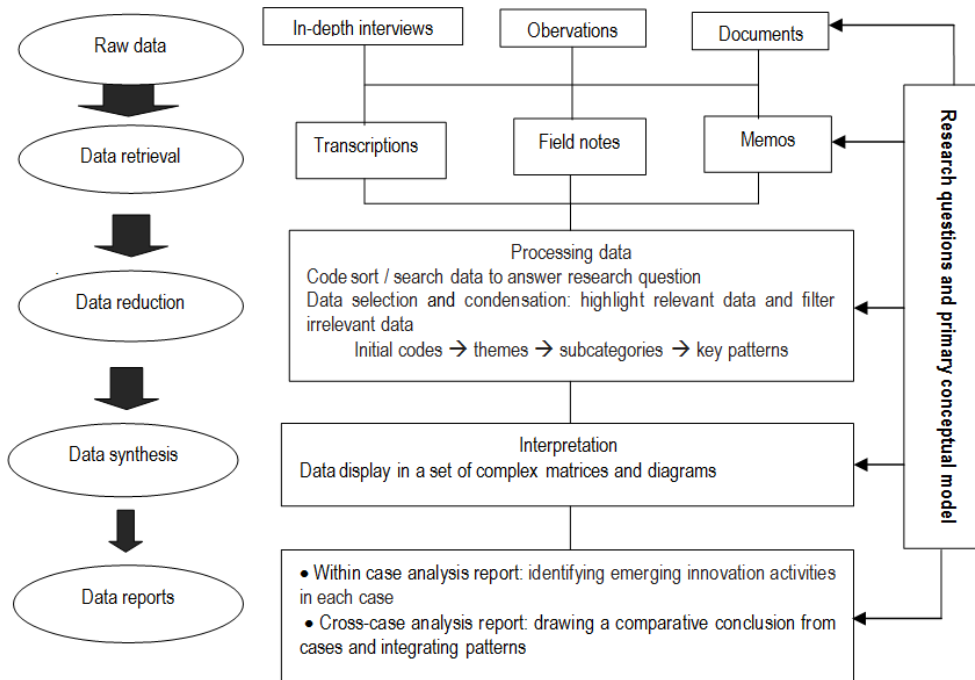 Raw data
In-depth interviews
Obervations
Documents
Data retrieval
Transcriptions
Field notes
Memos
Data reduction
Processing data
Code sort / search data to answer research question
Data selection and condensation: highlight relevant data and filter
irrelevant data
Initial codes → themes → subcategories → key patterns
Data synthesis
Interpretation
Data display in a set of complex matrices and diagrams
Data reports
• Within case analysis report: identifying emerging innovation activities
in each case
• Cross-case analysis report: drawing a comparative conclusion from
cases and integrating patterns
Research questions and primary conceptual model